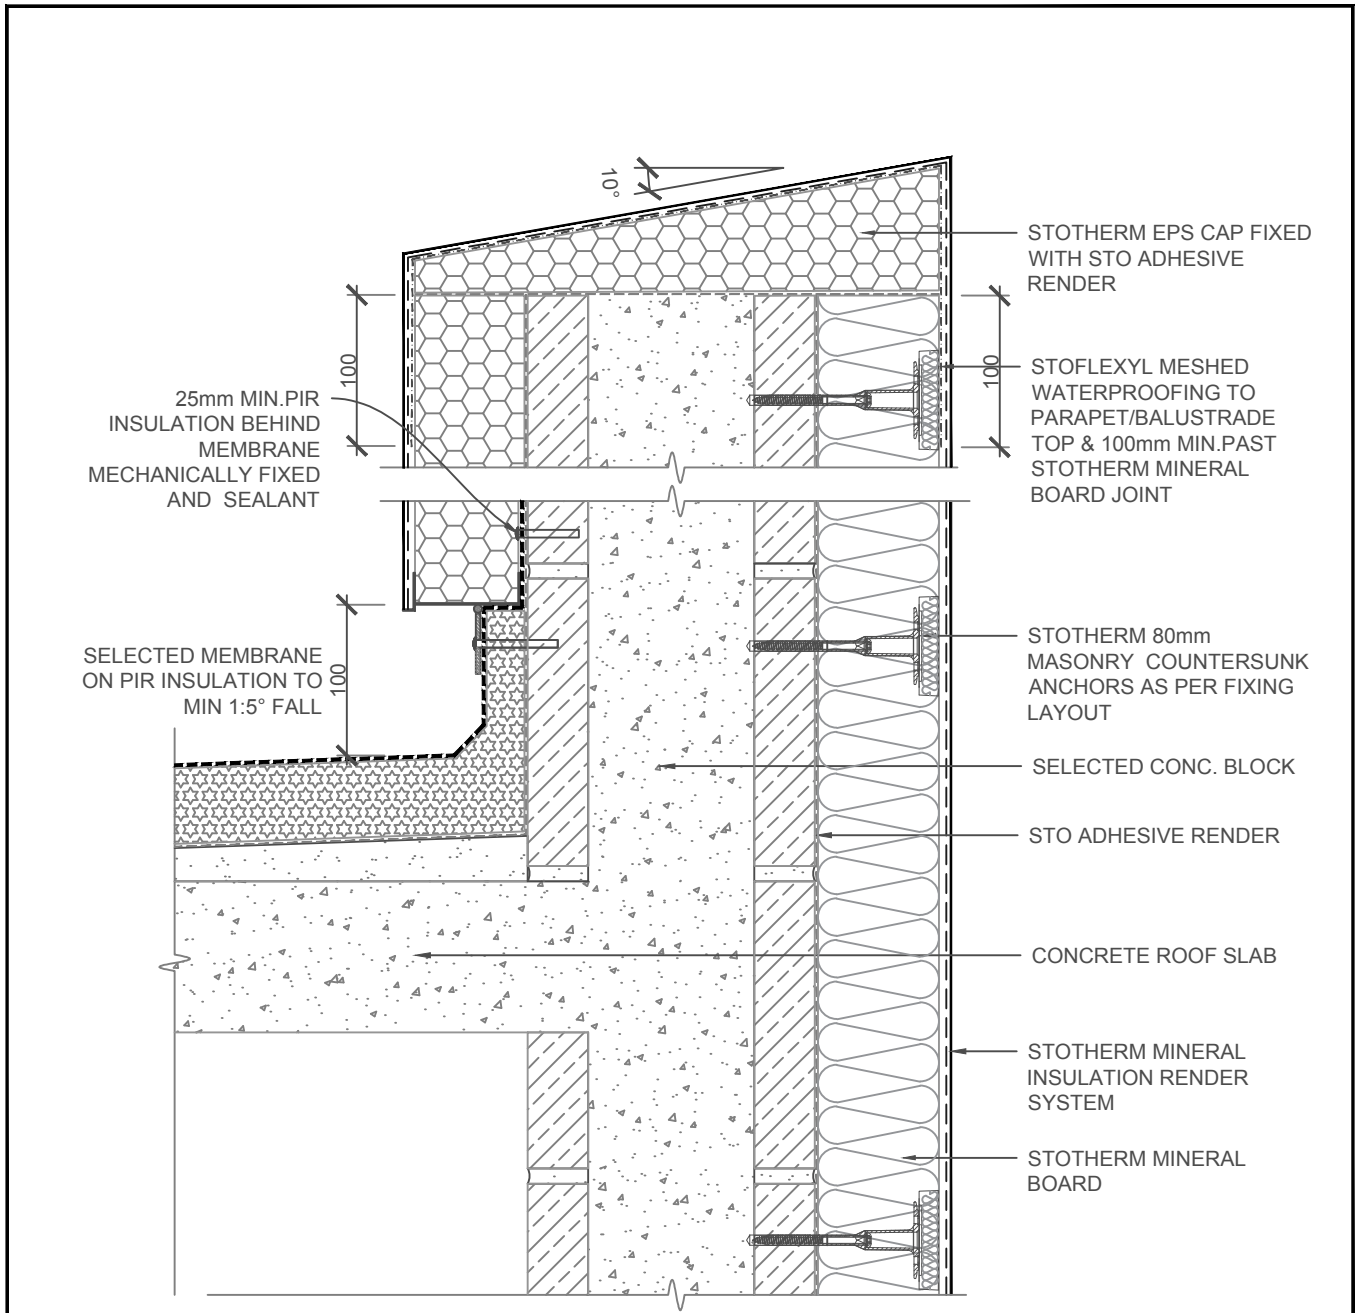 10°
STOTHERM EPS CAP FIXED
WITH STO ADHESIVE
RENDER
100
100
25mm MIN.PIR
INSULATION BEHIND
MEMBRANE
MECHANICALLY FIXED
AND SEALANT
STOFLEXYL MESHED
WATERPROOFING TO
PARAPET/BALUSTRADE
TOP & 100mm MIN.PAST
STOTHERM MINERAL
BOARD JOINT
SELECTED MEMBRANE
ON PIR INSULATION TO
MIN 1:5° FALL
100
STOTHERM 80mm
MASONRY COUNTERSUNK
ANCHORS AS PER FIXING
LAYOUT
SELECTED CONC. BLOCK
STO ADHESIVE RENDER
CONCRETE ROOF SLAB
STOTHERM MINERAL
INSULATION RENDER
SYSTEM
STOTHERM MINERAL
BOARD